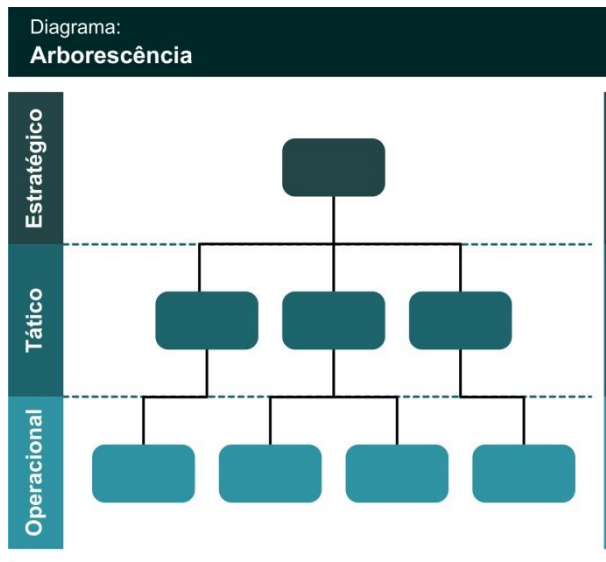 Diagrama:
Arborescência
Estratégico
Tático
Operacional